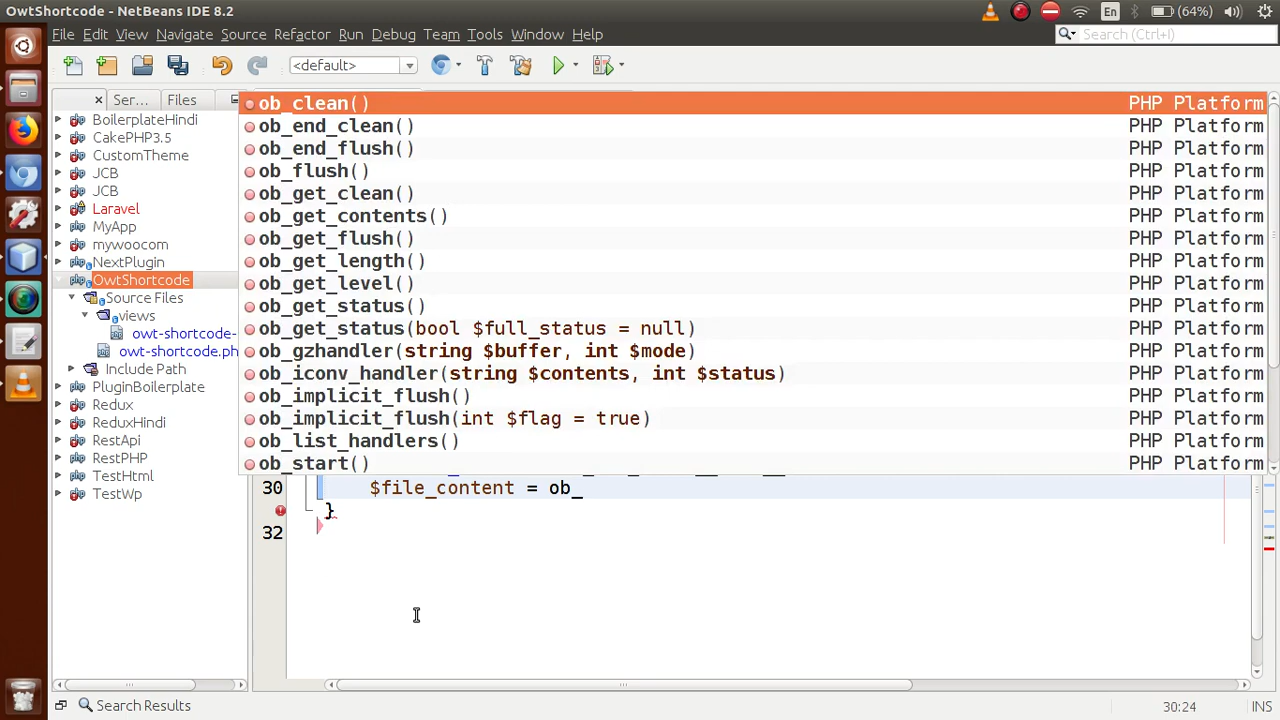 OwtShortcode - NetBeans IDE 8.2
En
(64%)
File Edit View Navigate Source Refactor Run Debug Team Tools Window Help
Search (Ctrl+I)
<default>
Ser... Files
BoilerplateHindi
CakePHP3.5
CustomTheme
JCB
JCB
Laravel
MyApp
mywoocom
NextPlugin
OwtShortcode
Source Files
views
owt-shortcode-
owt-shortcode.ph
Include Path
PluginBoilerplate
Redux
ReduxHindi
RestApi
RestPHP
TestHtml
TestWp
ob_clean() PHP Platform
ob_end_clean() PHP Platform
ob_end_flush() PHP Platform
ob_flush() PHP Platform
ob_get_clean() PHP Platform
ob_get_contents() PHP Platform
ob_get_flush() PHP Platform
ob_get_length() PHP Platform
ob_get_level() PHP Platform
ob_get_status() PHP Platform
ob_get_status(bool $full_status = null) PHP Platform
ob_gzhandler(string $buffer, int $mode) PHP Platform
ob_iconv_handler(string $contents, int $status) PHP Platform
ob_implicit_flush() PHP Platform
ob_implicit_flush(int $flag = true) PHP Platform
ob_list_handlers() PHP Platform
ob_start() PHP Platform
30 $file_content = ob_
}
32
Search Results
30:24 INS